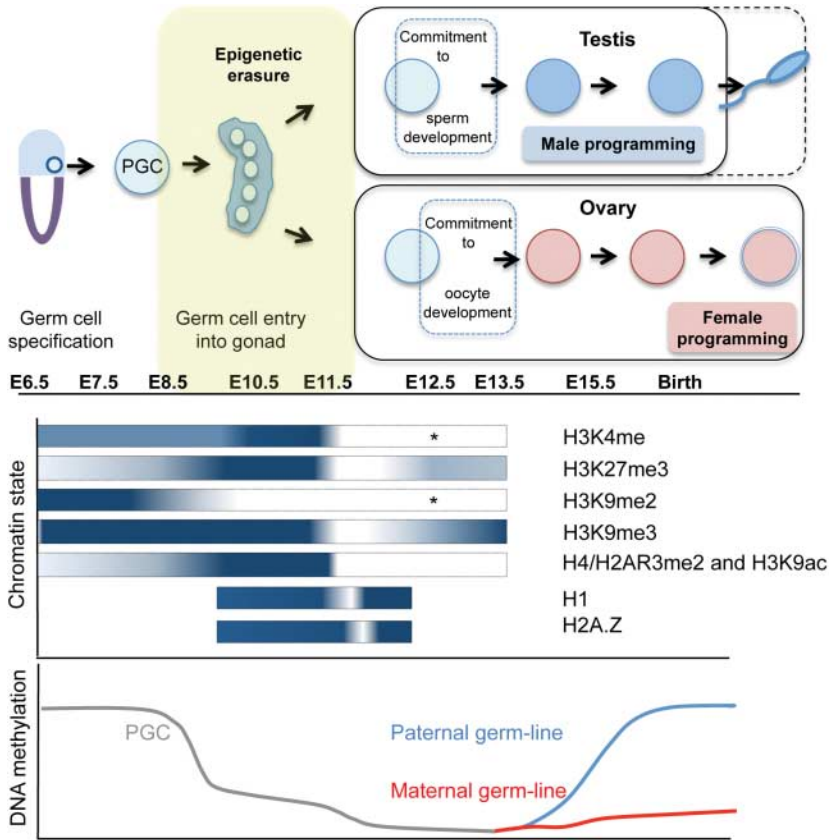 Epigenetic
erasure
PGC
Germ cell
specification
Germ cell entry
into gonad
Commitment
to
sperm
development
Testis
Male programming
Commitment
to
oocyte
development
Ovary
Female
programming
E6.5 E7.5 E8.5 E10.5 E11.5 E12.5 E13.5 E15.5 Birth
Chromatin state
* H3K4me
H3K27me3
* H3K9me2
H3K9me3
H4/H2AR3me2 and H3K9ac
H1
H2A.Z
DNA methylation
PGC
Paternal germ-line
Maternal germ-line